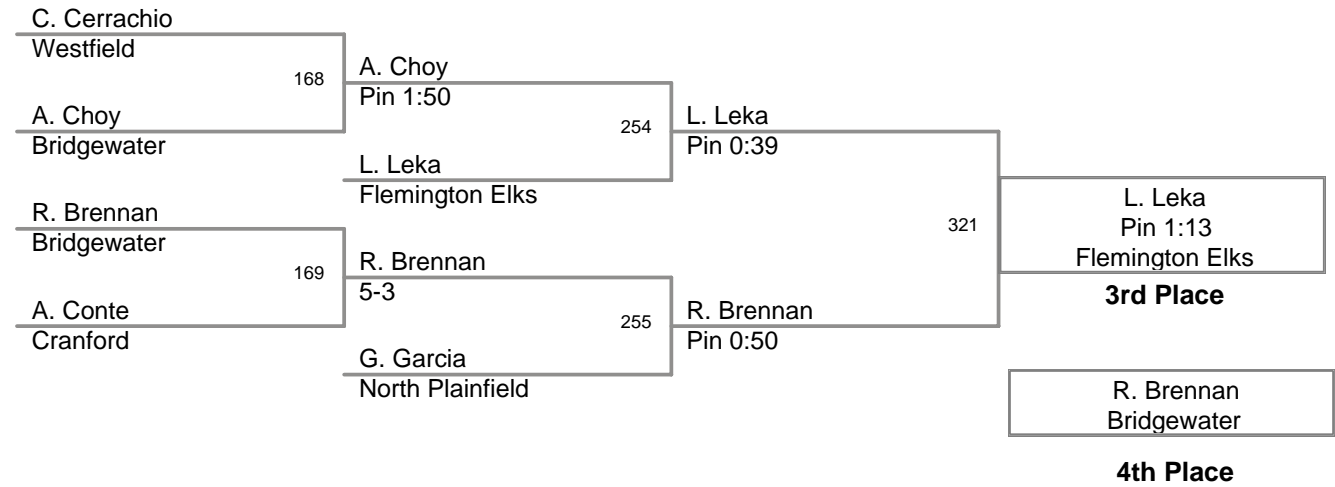 C. Cerrachio
Westfield
168
A. Choy
Pin 1:50
A. Choy
Bridgewater
254
L. Leka
Pin 0:39
L. Leka
Flemington Elks
R. Brennan
Bridgewater
321
L. Leka
Pin 1:13
Flemington Elks
3rd Place
169
R. Brennan
5-3
A. Conte
Cranford
255
R. Brennan
Pin 0:50
G. Garcia
North Plainfield
R. Brennan
Bridgewater
4th Place